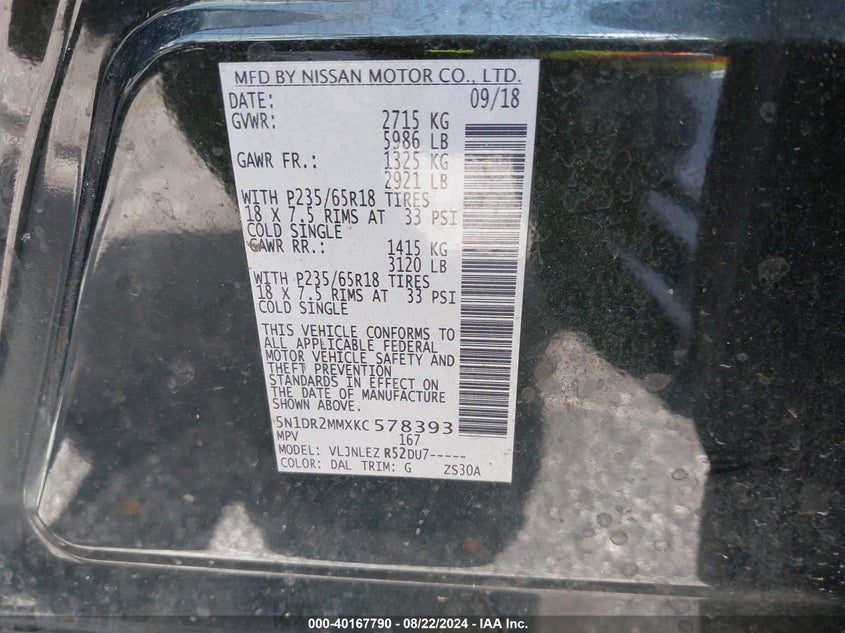 MFD BY NISSAN MOTOR CO., LTD.
DATE: 09/18
GVWR: 2715 KG
5986 LB
GAWR FR.: 1325 KG
2921 LB
WITH P235/65R18 TIRES
18 X 7.5 RIMS AT 33 PSI
COLD SINGLE
GAWR RR.: 1415 KG
3120 LB
WITH P235/65R18 TIRES
18 X 7.5 RIMS AT 33 PSI
COLD SINGLE
THIS VEHICLE CONFORMS TO
ALL APPLICABLE FEDERAL
MOTOR VEHICLE SAFETY AND
THEFT PREVENTION
STANDARDS IN EFFECT ON
THE DATE OF MANUFACTURE
SHOWN ABOVE.
5N1DR2MMXKC 578393
MPV 167
MODEL: VLJNLEZ R52DU7-----
COLOR: DAL TRIM: G ZS30A
000-40167790 - 08/22/2024 - IAA Inc.